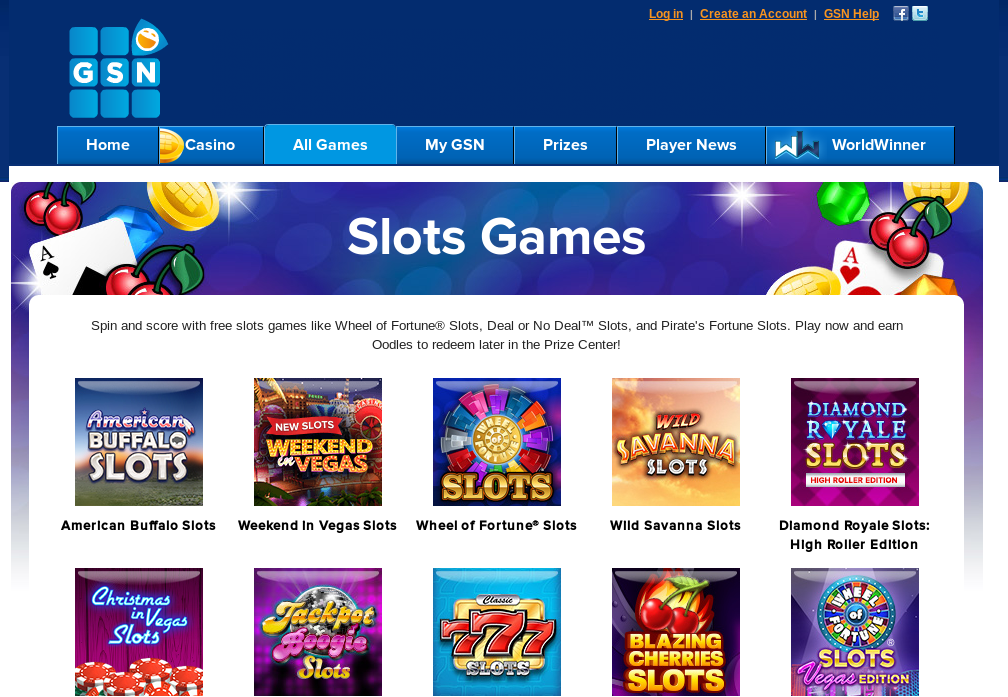 Log in | Create an Account | GSN Help
GSN
Home Casino All Games My GSN Prizes Player News WorldWinner
Slots Games
A A
Spin and score with free slots games like Wheel of Fortune® Slots, Deal or No Deal™ Slots, and Pirate's Fortune Slots. Play now and earn
Oodles to redeem later in the Prize Center!
American
BUFFALO
SLOTS
NEW SLOTS
WEEKEND
in VEGAS
WHEEL of FORTUNE
SLOTS
WILD
SAVANNA
SLOTS
DIAMOND
ROYALE
SLOTS
HIGH ROLLER EDITION
American Buffalo Slots
Weekend in Vegas Slots
Wheel of Fortune® Slots
Wild Savanna Slots
Diamond Royale Slots:
High Roller Edition
Christmas
in Vegas
Slots
Jackpot
Boogie
Slots
Classic
777
SLOTS
BLAZING
CHERRIES
SLOTS
WHEEL
of
FORTUNE®
SLOTS
Vegas EDITION